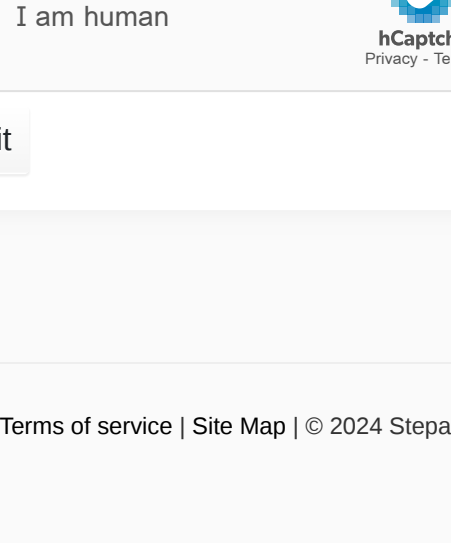 I am human
hCaptch
Privacy - Te
it
Terms of service | Site Map | © 2024 Stepa